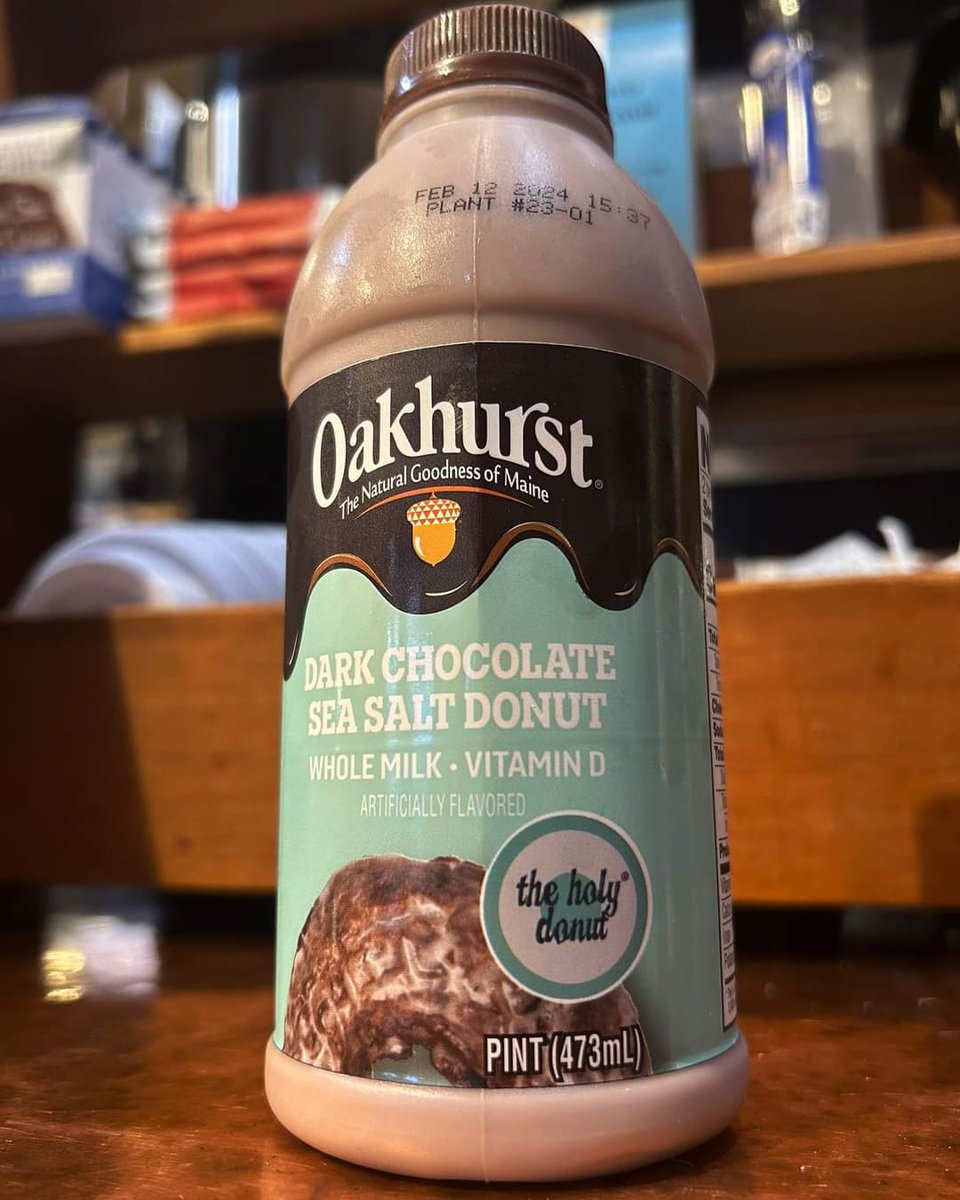 FEB 12 2024 15:37
PLANT #23-01
Oakhurst®
The Natural Goodness of Maine
DARK CHOCOLATE
SEA SALT DONUT
WHOLE MILK • VITAMIN D
ARTIFICIALLY FLAVORED
the holy®
donut
PINT (473mL)